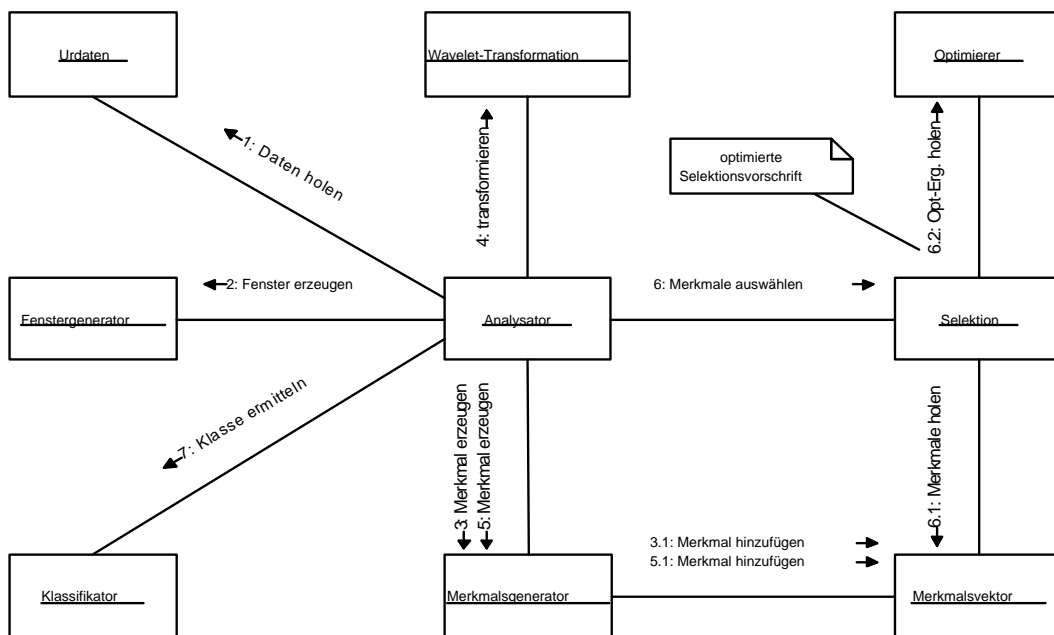 Urdaten
Wavelet-Transformation
Optimierer
1: Daten holen
4: transformieren
optimierte
Selektionsvorschrift
6.2: Opt-Erg. holen
2: Fenster erzeugen
6: Merkmale auswählen
Fenstergenerator
Analysator
Selektion
7: Klasse ermitteln
3: Merkmal erzeugen
5: Merkmal erzeugen
6.1: Merkmale holen
3.1: Merkmal hinzufügen
5.1: Merkmal hinzufügen
Klassifikator
Merkmalsgenerator
Merkmalsvektor